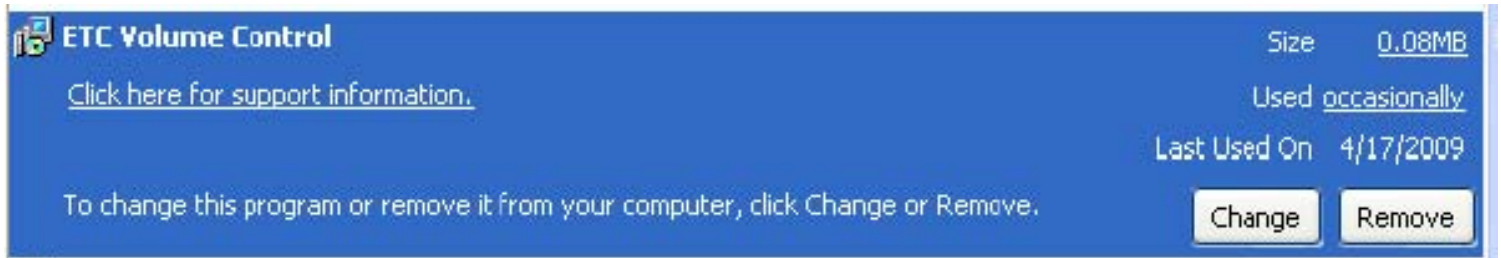 ETC Volume Control
Size 0.08MB
Click here for support information.
Used occasionally
Last Used On 4/17/2009
To change this program or remove it from your computer, click Change or Remove.
Change
Remove